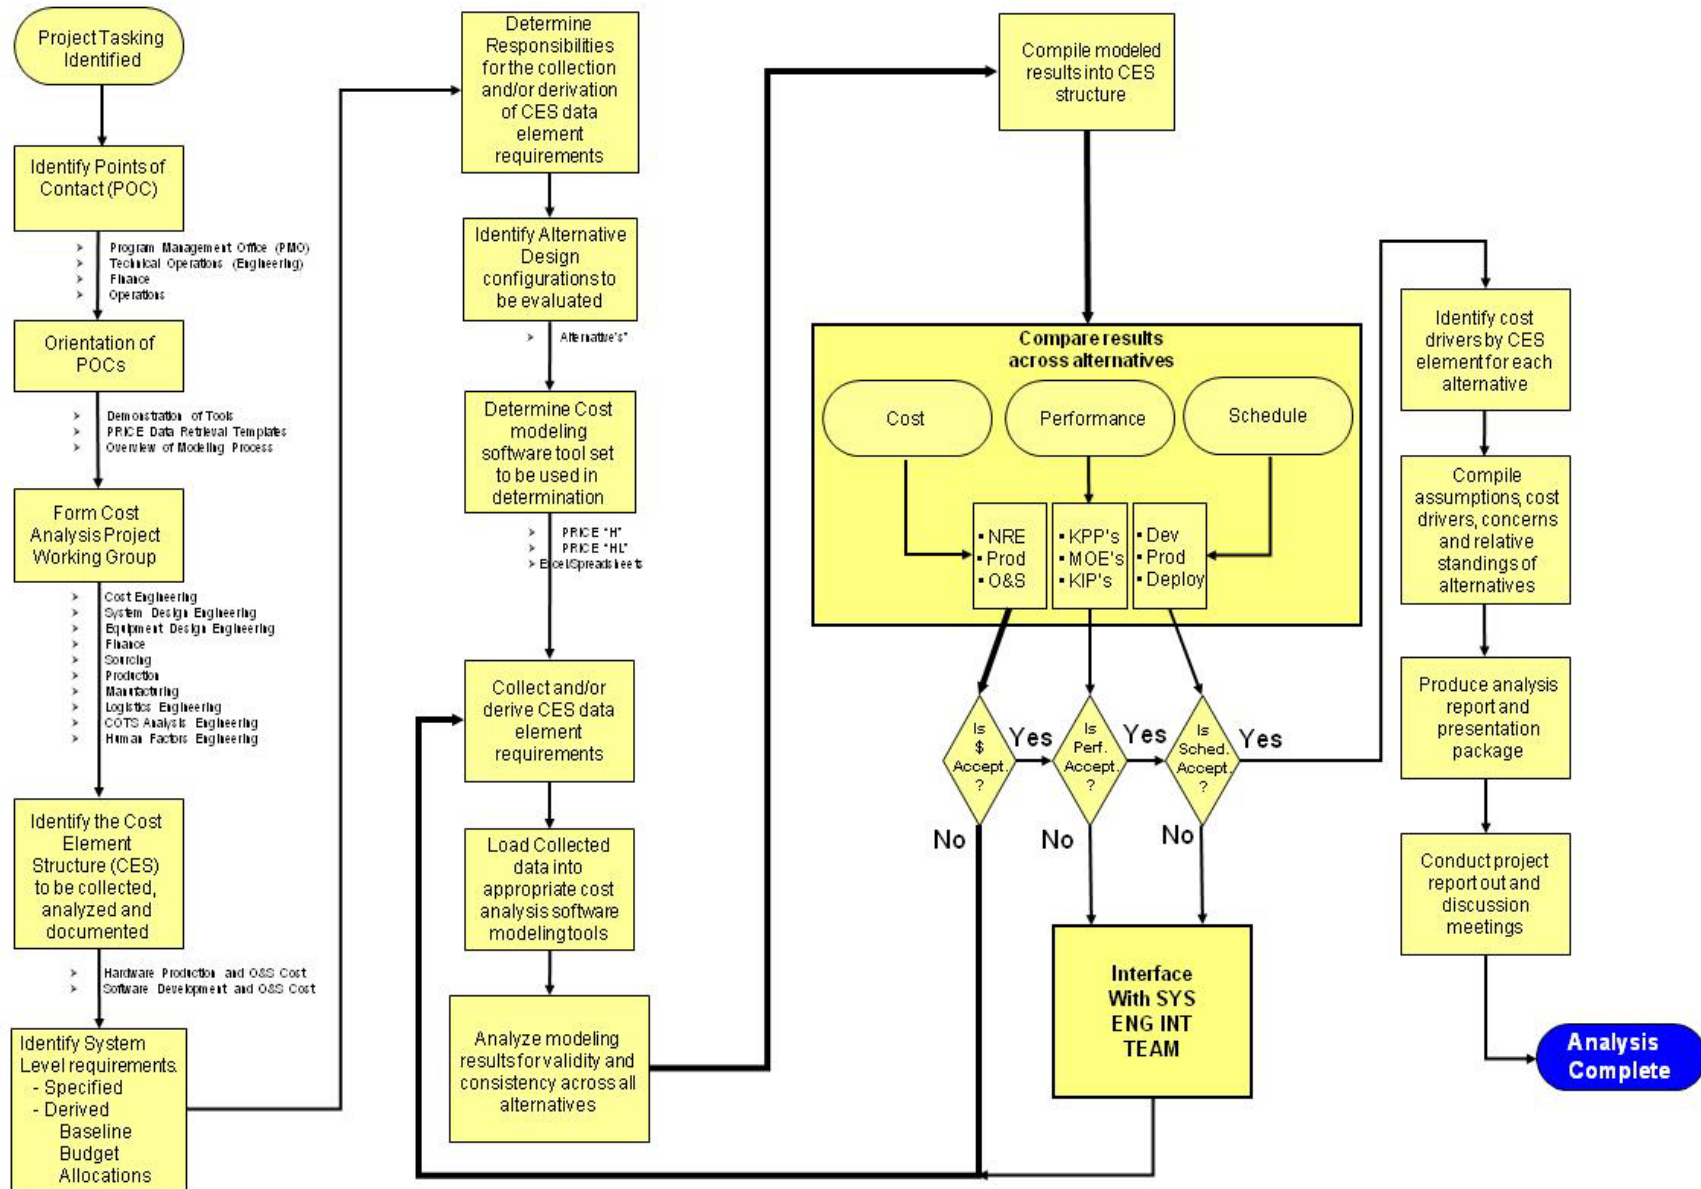 Project Tasking
Identified
Identify Points of
Contact (POC)
➢ Program Management Office (PMO)
➢ Technical Operations (Engineering)
➢ Finance
➢ Operations
Orientation of
POCs
➢ Demonstration of Tools
➢ PRICE Data Retrieval Templates
➢ Overview of Modeling Process
Form Cost
Analysis Project
Working Group
➢ Cost Engineering
➢ System Design Engineering
➢ Equipment Design Engineering
➢ Finance
➢ Sourcing
➢ Production
➢ Manufacturing
➢ Logistics Engineering
➢ COTS Analysis Engineering
➢ Human Factors Engineering
Identify the Cost
Element
Structure (CES)
to be collected,
analyzed and
documented
➢ Hardware Production and O&S Cost
➢ Software Development and O&S Cost
Identify System
Level requirements.
- Specified
- Derived
Baseline
Budget
Allocations
Determine
Responsibilities
for the collection
and/or derivation
of CES data
element
requirements
Identify Alternative
Design
configurations to
be evaluated
➢ Alternative's"
Determine Cost
modeling
software tool set
to be used in
determination
➢ PRICE "H"
➢ PRICE "HL"
➢ Excel/Spreadsheets
Collect and/or
derive CES data
element
requirements
Load Collected
data into
appropriate cost
analysis software
modeling tools
Analyze modeling
results for validity and
consistency across all
alternatives
Compile modeled
results into CES
structure
Compare results
across alternatives
Cost
Performance
Schedule
▪ NRE
▪ Prod
▪ O&S
▪ KPP's
▪ MOE's
▪ KIP's
▪ Dev
▪ Prod
▪ Deploy
Is
$
Accept.
?
Yes
No
Is
Perf.
Accept.
?
Yes
No
Is
Sched.
Accept.
?
Yes
No
Interface
With SYS
ENG INT
TEAM
Identify cost
drivers by CES
element for each
alternative
Compile
assumptions, cost
drivers, concerns
and relative
standings of
alternatives
Produce analysis
report and
presentation
package
Conduct project
report out and
discussion
meetings
Analysis
Complete